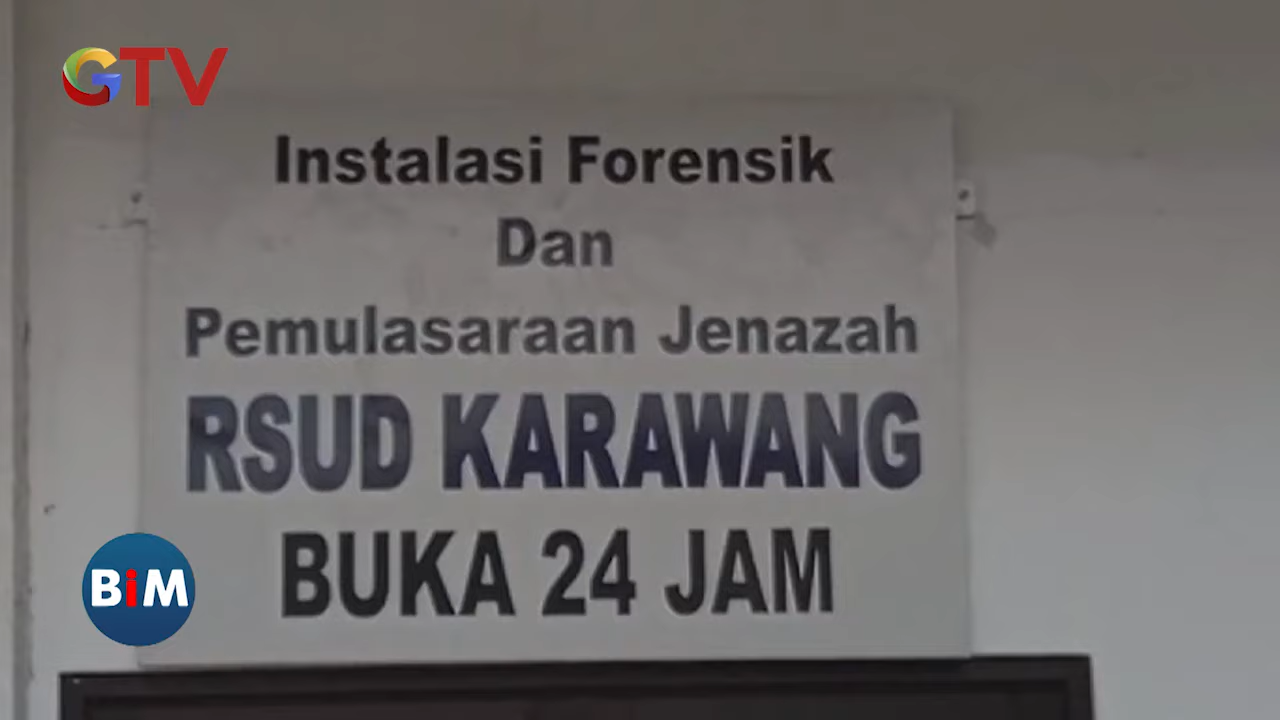 GTV
Instalasi Forensik
Dan
Pemulasaraan Jenazah
RSUD KARAWANG
BUKA 24 JAM
BiM